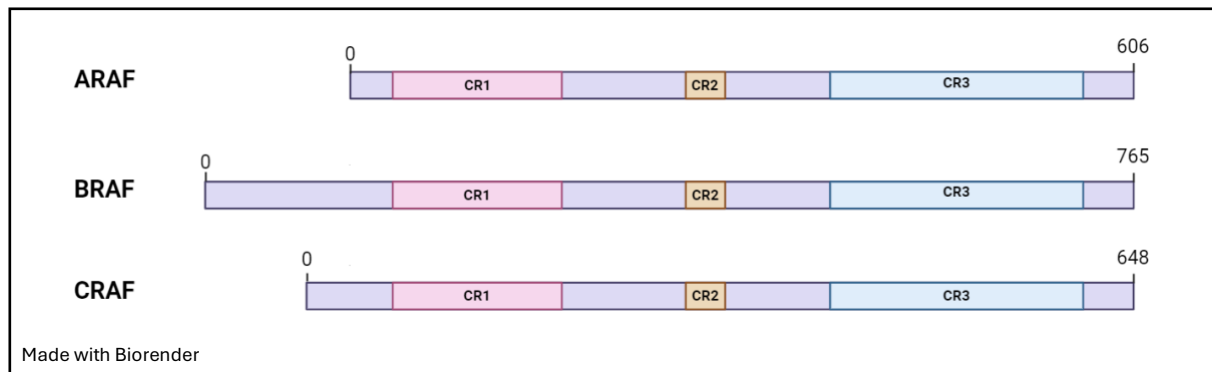 0 606
ARAF CR1 CR2 CR3
0 765
BRAF CR1 CR2 CR3
0 648
CRAF CR1 CR2 CR3
Made with Biorender